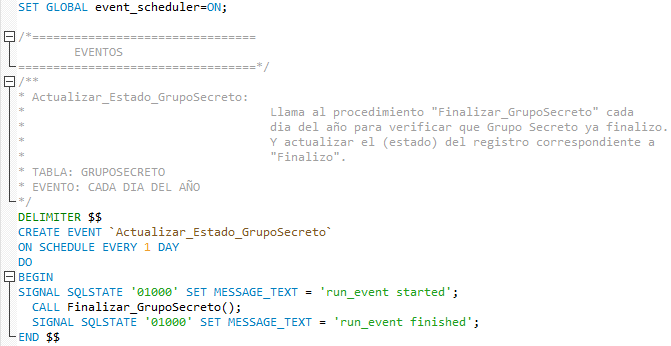 SET GLOBAL event_scheduler=ON;
/*================================
EVENTOS
==================================*/
/**
* Actualizar_Estado_GrupoSecreto:
* Llama al procedimiento "Finalizar_GrupoSecreto" cada
* dia del año para verificar que Grupo Secreto ya finalizo.
* Y actualizar el (estado) del registro correspondiente a
* "Finalizo".
* TABLA: GRUPOSECRETO
* EVENTO: CADA DIA DEL AÑO
*/
DELIMITER $$
CREATE EVENT `Actualizar_Estado_GrupoSecreto`
ON SCHEDULE EVERY 1 DAY
DO
BEGIN
SIGNAL SQLSTATE '01000' SET MESSAGE_TEXT = 'run_event started';
CALL Finalizar_GrupoSecreto();
SIGNAL SQLSTATE '01000' SET MESSAGE_TEXT = 'run_event finished';
END $$